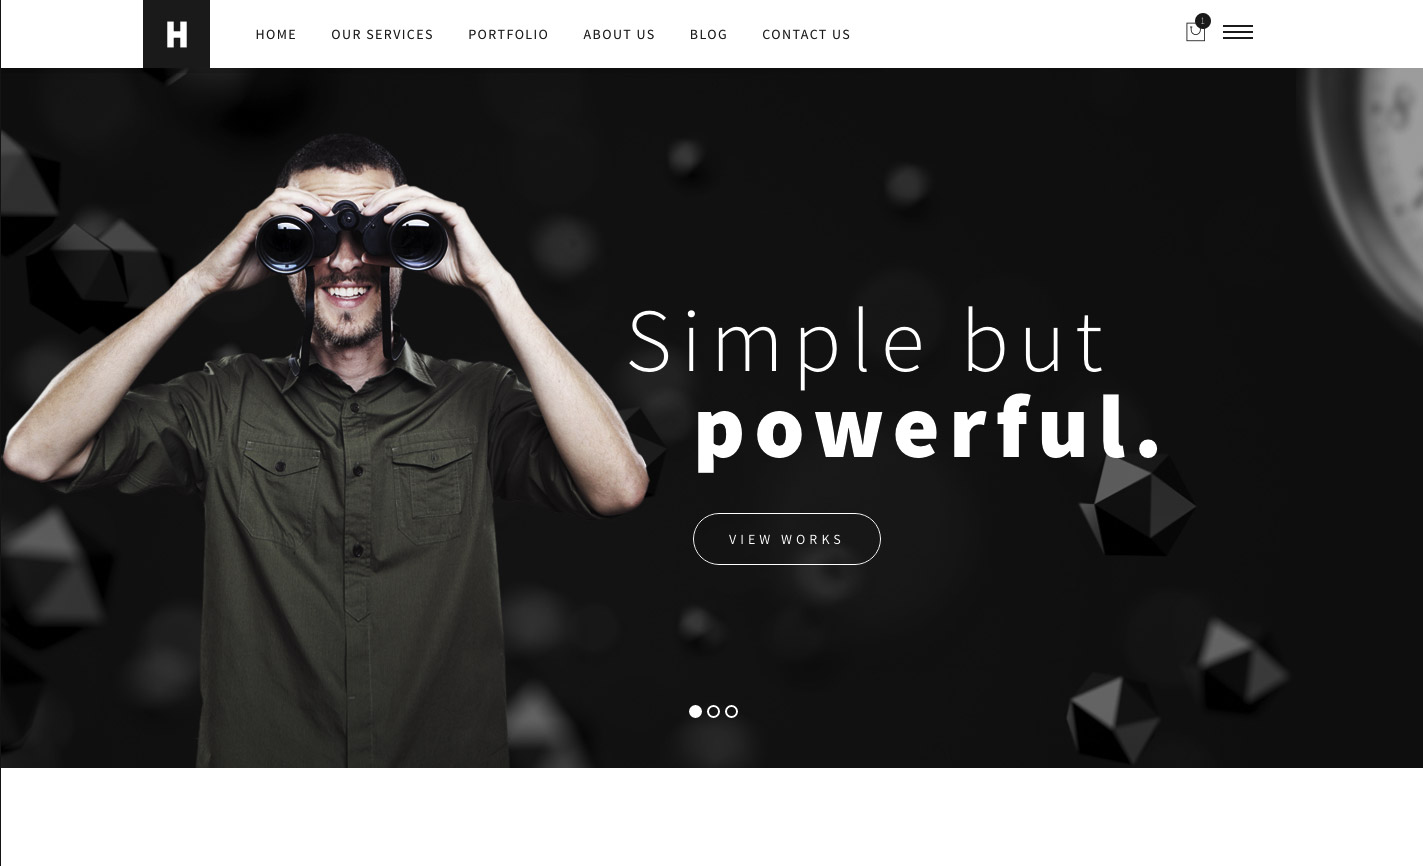 H
HOME
OUR SERVICES
PORTFOLIO
ABOUT US
BLOG
CONTACT US
1
Simple but
powerful.
VIEW WORKS